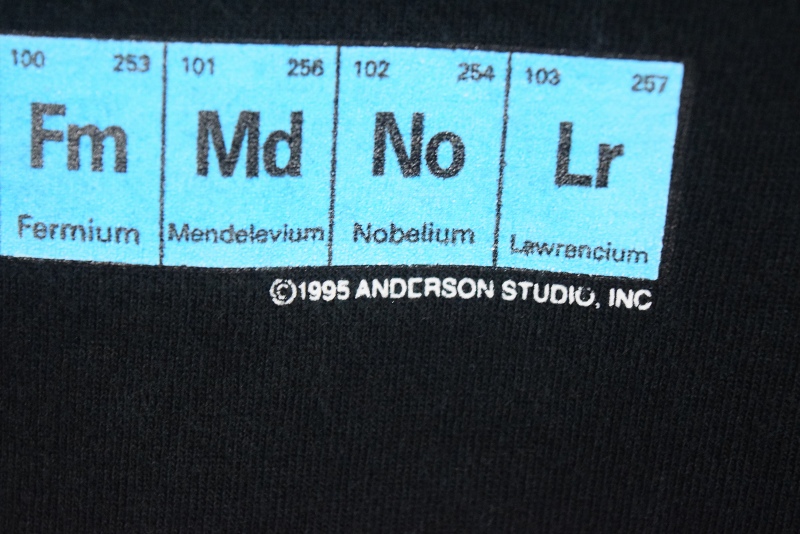 100 253 101 256 102 254 103 257
Fm Md No Lr
Fermium Mendelevium Nobelium Lawrencium
©1995 ANDERSON STUDIO, INC